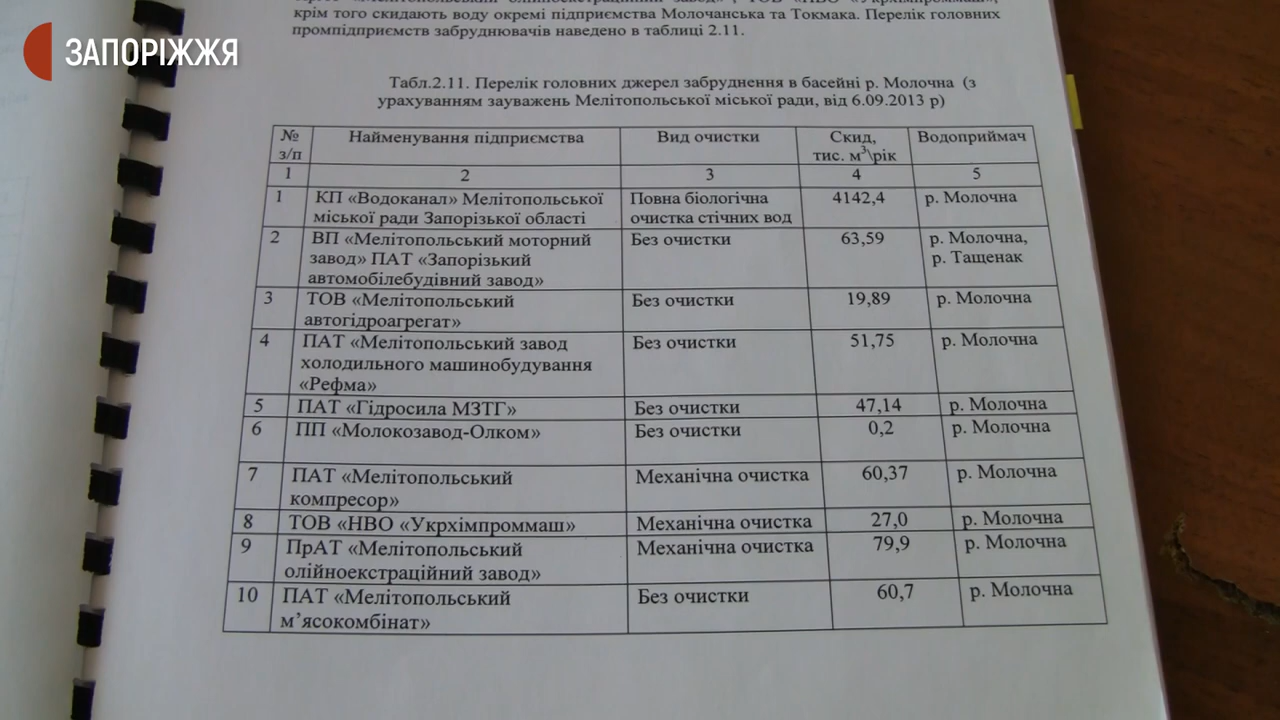 ЗАПОРІЖЖЯ
крім того скидають воду окремі підприємства Молочанська та Токмака. Перелік головних
промпідприємств забруднювачів наведено в таблиці 2.11.
Табл.2.11. Перелік головних джерел забруднення в басейні р. Молочна (з
урахуванням зауважень Мелітопольської міської ради, від 6.09.2013 р)
№ Найменування підприємства Вид очистки Скид, Водоприймач
з/п тис. м³\рік
1 2 3 4 5
1 КП «Водоканал» Мелітопольської Повна біологічна 4142,4 р. Молочна
міської ради Запорізької області очистка стічних вод
2 ВП «Мелітопольський моторний Без очистки 63,59 р. Молочна,
завод» ПАТ «Запорізький р. Тащенак
автомобілебудівний завод»
3 ТОВ «Мелітопольський Без очистки 19,89 р. Молочна
автогідроагрегат»
4 ПАТ «Мелітопольський завод Без очистки 51,75 р. Молочна
холодильного машинобудування
«Рефма»
5 ПАТ «Гідросила МЗТГ» Без очистки 47,14 р. Молочна
6 ПП «Молокозавод-Олком» Без очистки 0,2 р. Молочна
7 ПАТ «Мелітопольський Механічна очистка 60,37 р. Молочна
компресор»
8 ТОВ «НВО «Укрхімпроммаш» Механічна очистка 27,0 р. Молочна
9 ПрАТ «Мелітопольський Механічна очистка 79,9 р. Молочна
олійноекстраційний завод»
10 ПАТ «Мелітопольський Без очистки 60,7 р. Молочна
м’ясокомбінат»